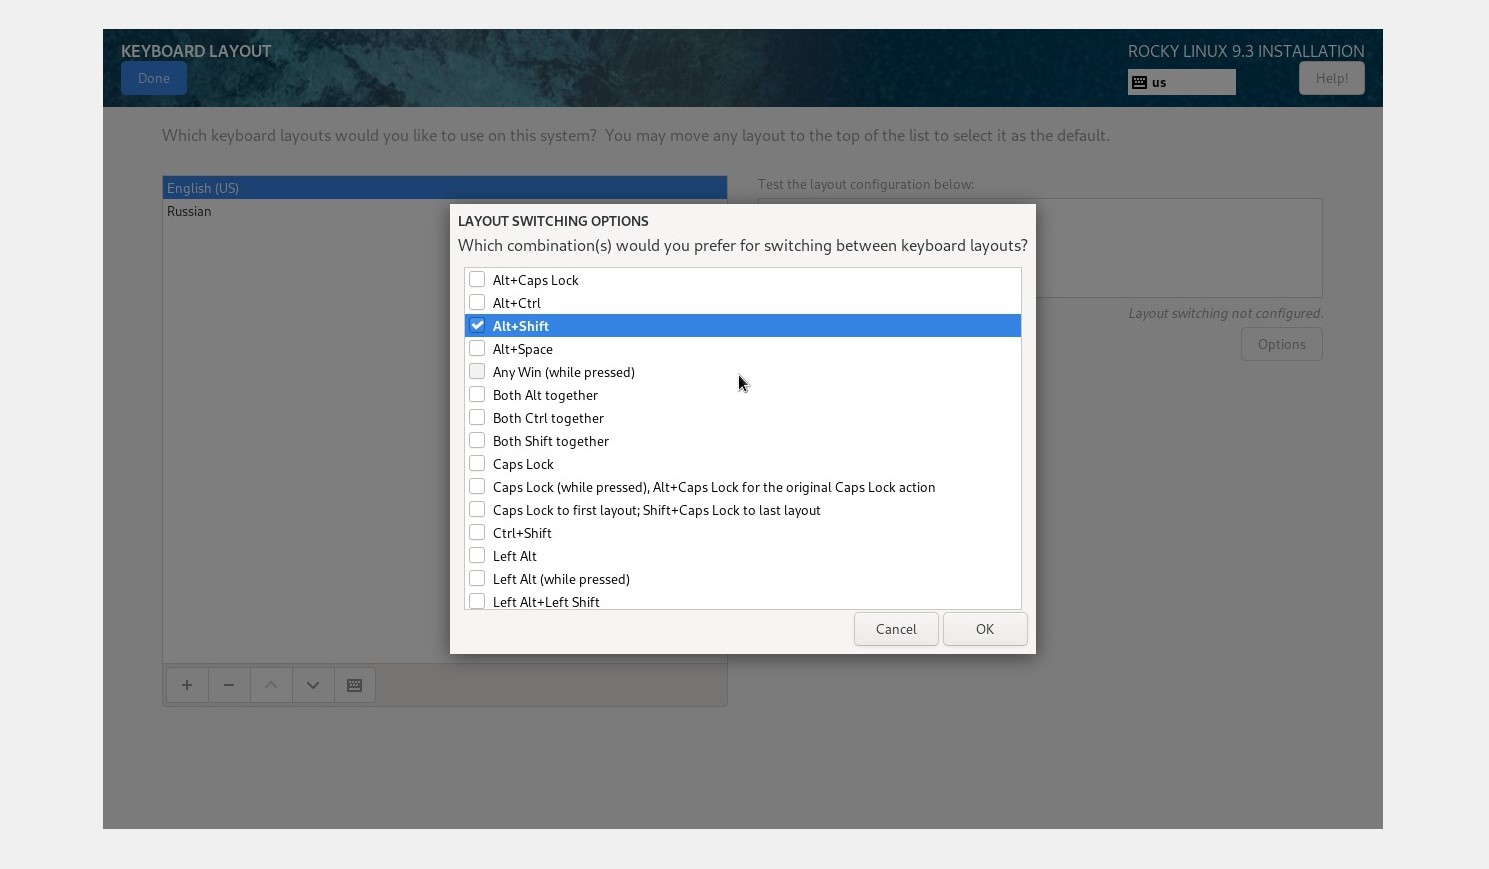 KEYBOARD LAYOUT
ROCKY LINUX 9.3 INSTALLATION
Done
us
Help!
Which keyboard layouts would you like to use on this system? You may move any layout to the top of the list to select it as the default.
English (US)
Russian
Test the layout configuration below:
Layout switching not configured.
Options
LAYOUT SWITCHING OPTIONS
Which combination(s) would you prefer for switching between keyboard layouts?
Alt+Caps Lock
Alt+Ctrl
Alt+Shift
Alt+Space
Any Win (while pressed)
Both Alt together
Both Ctrl together
Both Shift together
Caps Lock
Caps Lock (while pressed), Alt+Caps Lock for the original Caps Lock action
Caps Lock to first layout; Shift+Caps Lock to last layout
Ctrl+Shift
Left Alt
Left Alt (while pressed)
Left Alt+Left Shift
Cancel
OK